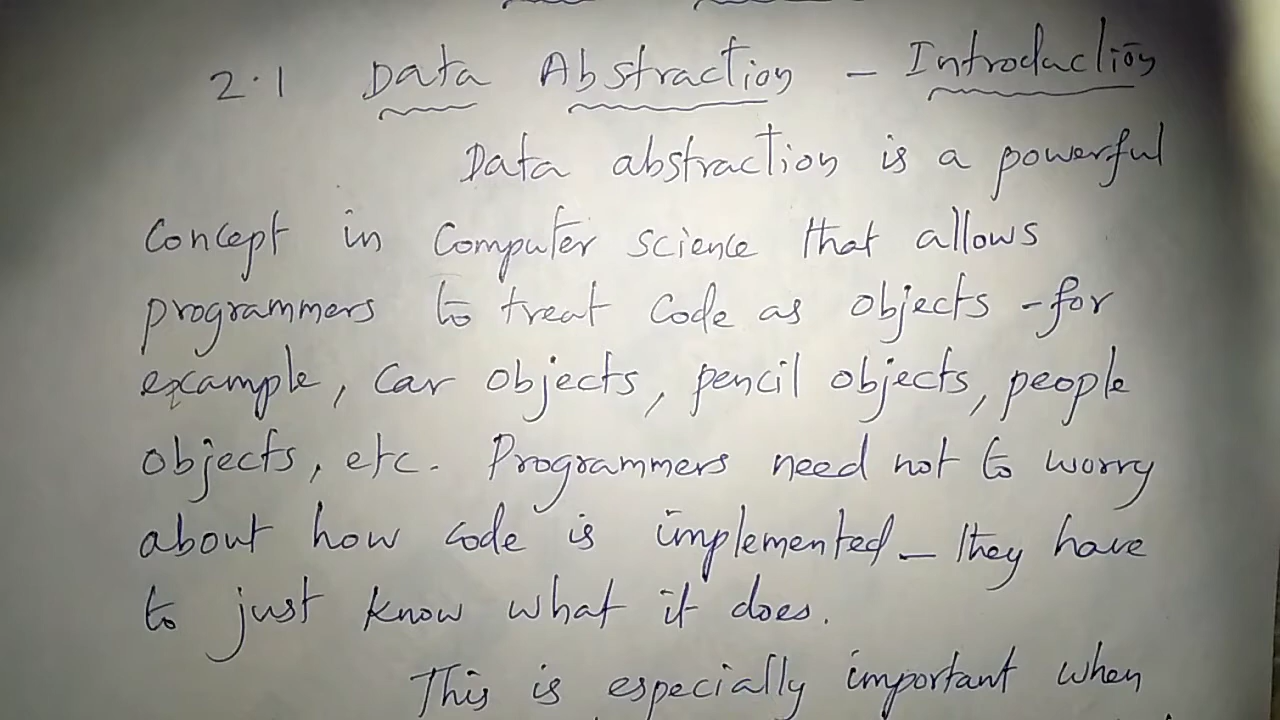 2.1 Data Abstraction - Introduction
Data abstraction is a powerful
Concept in Computer science that allows
programmers to treat code as objects - for
example, Car objects, pencil objects, people
objects, etc. Programmers need not to worry
about how code is implemented - they have
to just know what it does.
This is especially important when